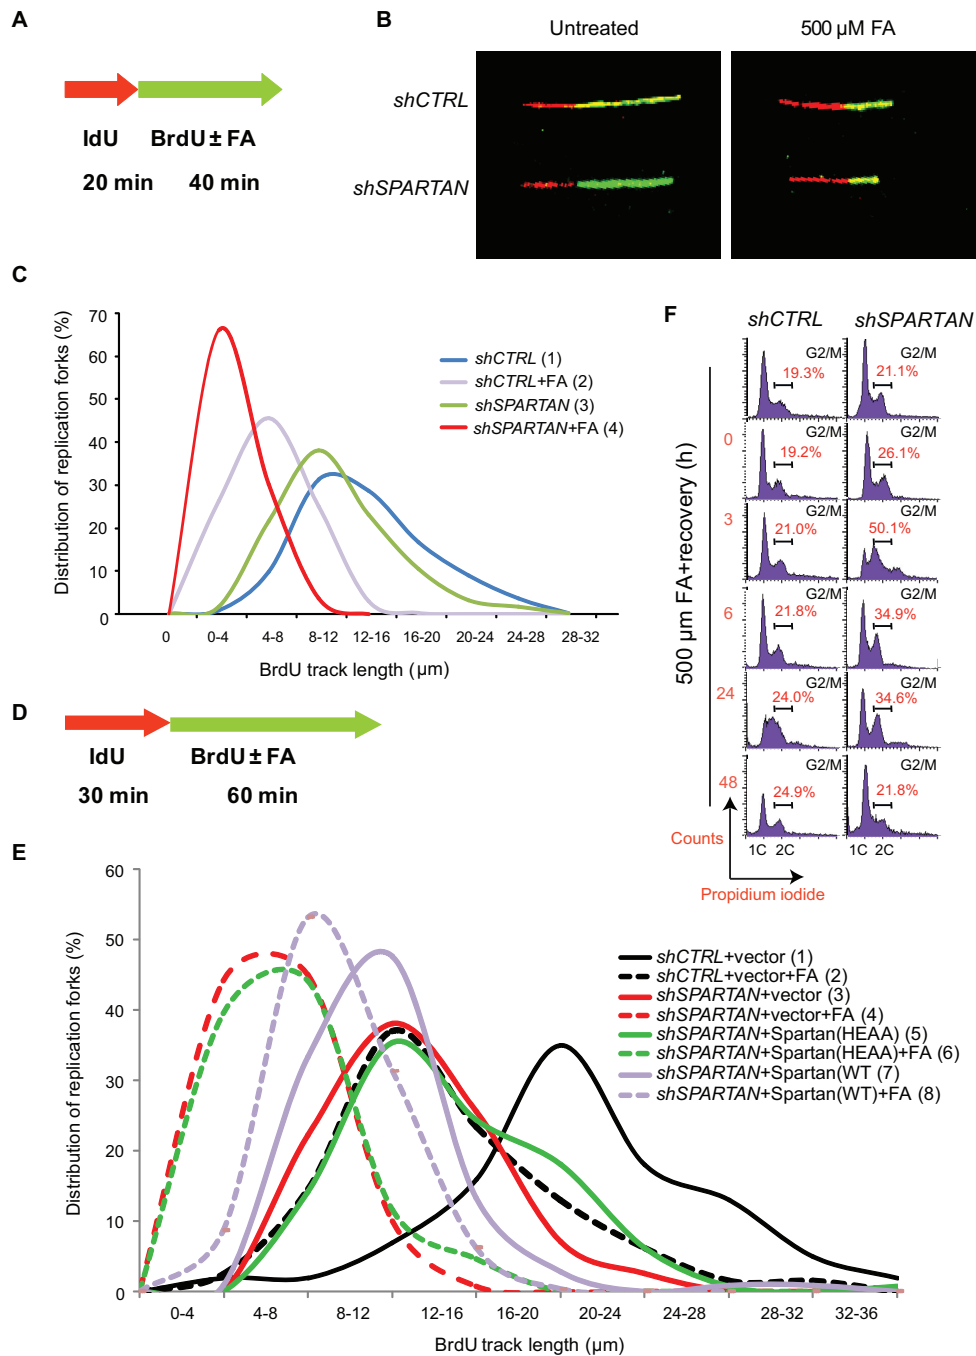 A
IdU
BrdU ± FA
20 min
40 min
B
Untreated
500 µM FA
shCTRL
shSPARTAN
C
Distribution of replication forks (%)
70
60
50
40
30
20
10
0
shCTRL (1)
shCTRL+FA (2)
shSPARTAN (3)
shSPARTAN+FA (4)
0 0-4 4-8 8-12 12-16 16-20 20-24 24-28 28-32
BrdU track length (µm)
D
IdU
BrdU ± FA
30 min
60 min
E
Distribution of replication forks (%)
60
50
40
30
20
10
0
shCTRL+vector (1)
shCTRL+vector+FA (2)
shSPARTAN+vector (3)
shSPARTAN+vector+FA (4)
shSPARTAN+Spartan(HEAA) (5)
shSPARTAN+Spartan(HEAA)+FA (6)
shSPARTAN+Spartan(WT) (7)
shSPARTAN+Spartan(WT)+FA (8)
0-4 4-8 8-12 12-16 16-20 20-24 24-28 28-32 32-36
BrdU track length (µm)
F
shCTRL shSPARTAN
500 µm FA+recovery (h)
G2/M G2/M
19.3% 21.1%
0
G2/M G2/M
19.2% 26.1%
3
G2/M G2/M
21.0% 50.1%
6
G2/M G2/M
21.8% 34.9%
24
G2/M G2/M
24.0% 34.6%
48
G2/M G2/M
24.9% 21.8%
Counts
1C 2C 1C 2C
Propidium iodide